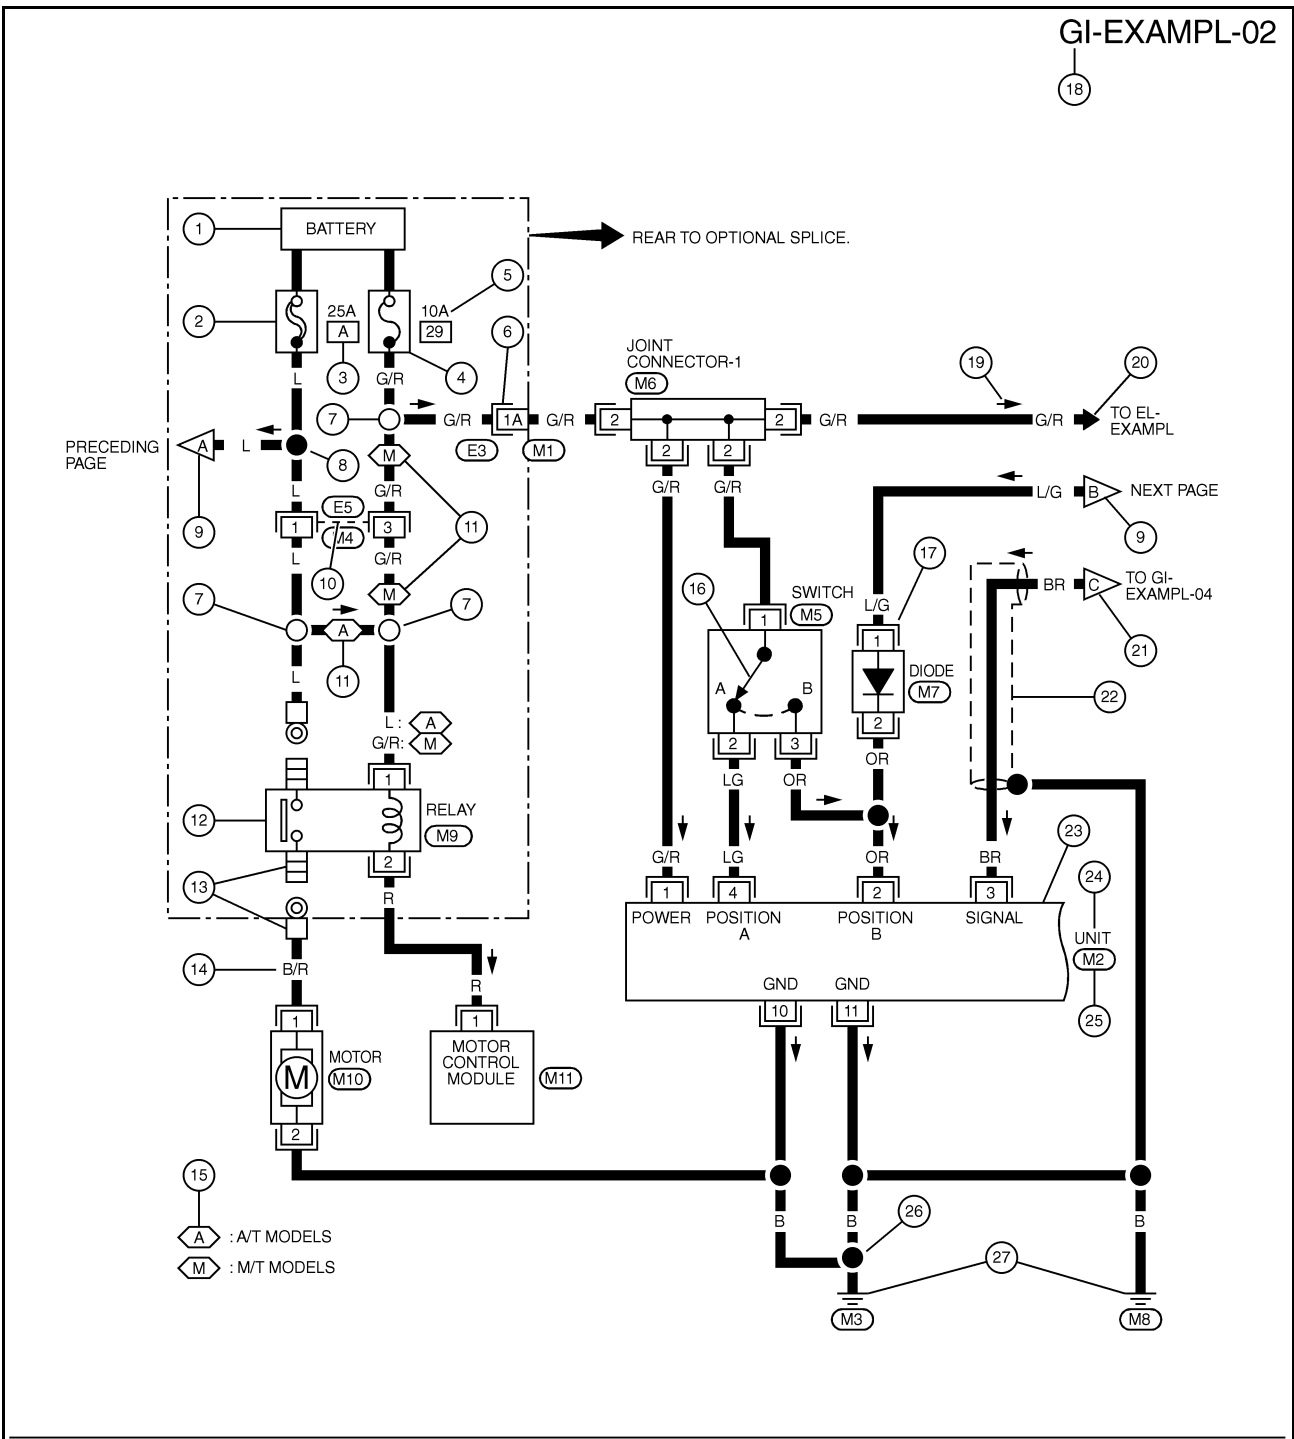 GI-EXAMPL-02
18
1
BATTERY
REAR TO OPTIONAL SPLICE.
5
2
25A
A
10A
29
6
3
4
L
G/R
JOINT
CONNECTOR-1
M6
19
20
7
G/R
1A
G/R
2
2
G/R
G/R
TO EL-
EXAMPL
E3
M1
PRECEDING
PAGE
A
L
8
M
2
2
9
L
G/R
G/R
G/R
L/G
B
NEXT PAGE
E5
1
3
M4
11
9
L
G/R
10
17
7
M
7
16
SWITCH
M5
L/G
BR
C
TO GI-
EXAMPL-04
A
1
1
21
11
L
DIODE
M7
A
B
22
L :
A
G/R:
M
2
3
2
LG
OR
OR
1
12
RELAY
M9
23
2
G/R
LG
OR
BR
24
13
R
1
4
2
3
POWER
POSITION
A
POSITION
B
SIGNAL
UNIT
M2
14
B/R
R
GND
GND
10
11
25
1
1
MOTOR
M10
M
MOTOR
CONTROL
MODULE
M11
2
15
A
: A/T MODELS
B
B
26
B
M
: M/T MODELS
27
M3
M8